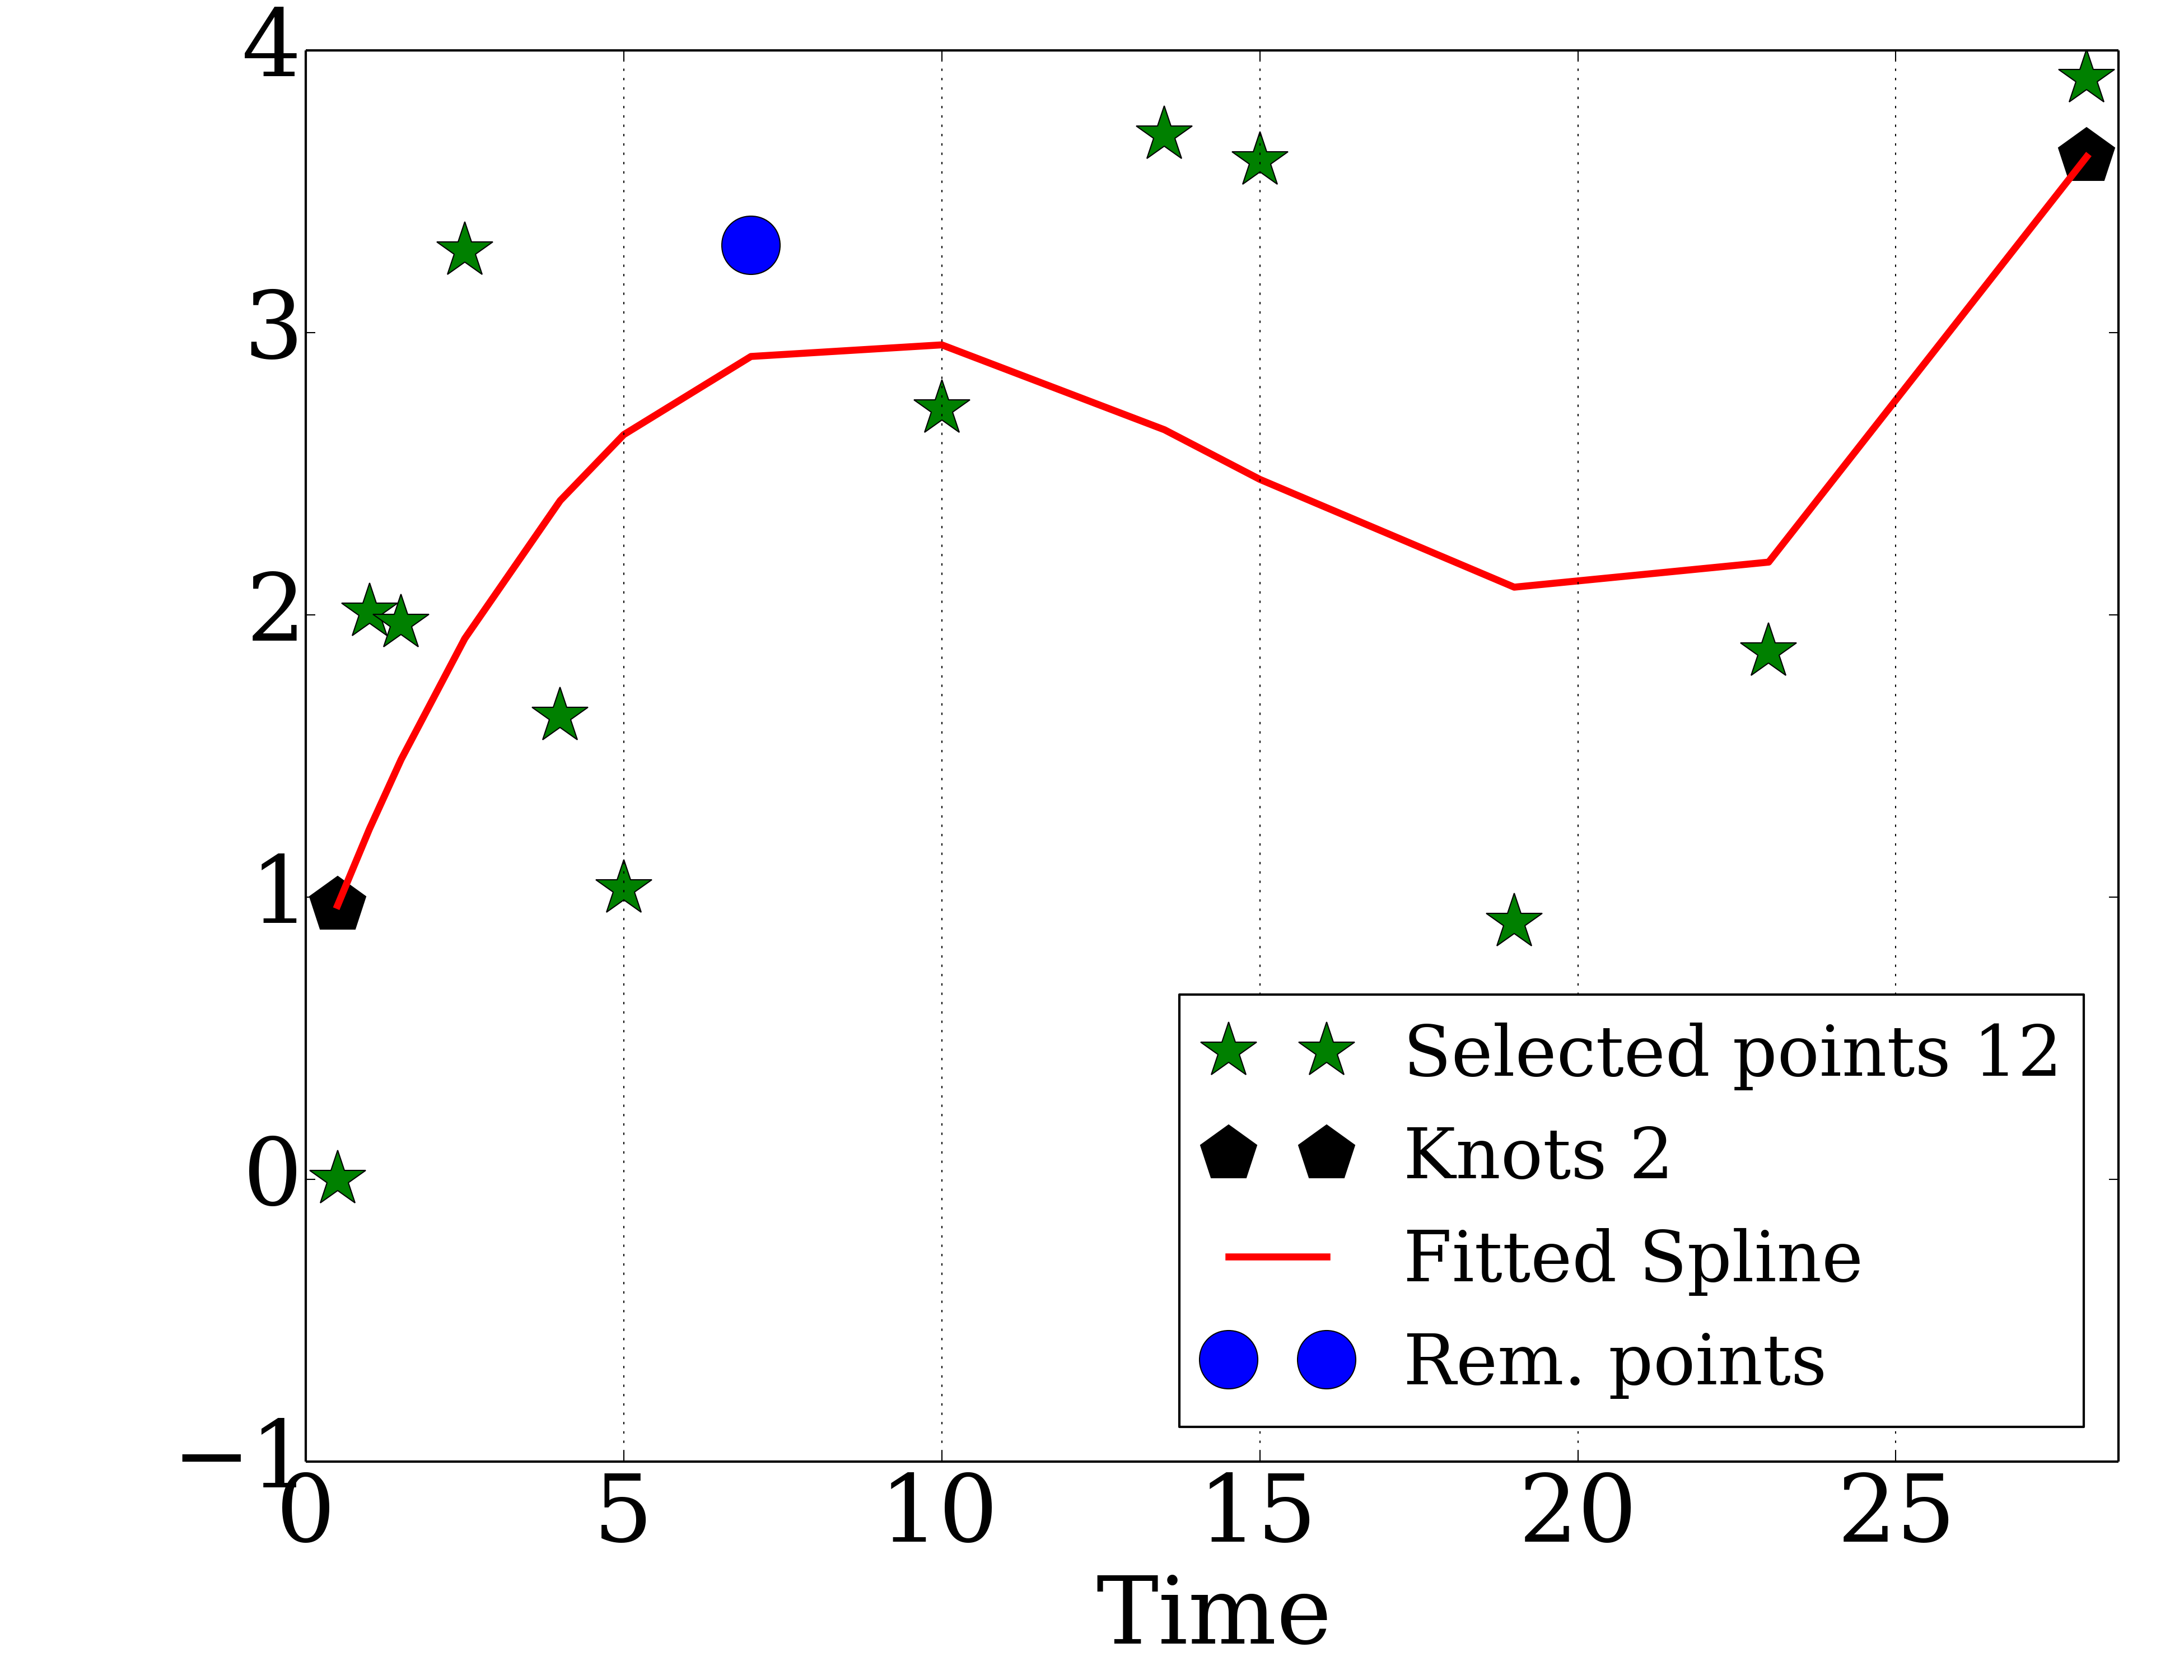 4
3
2
1
0
−1
0 5 10 15 20 25
Time
Selected points 12
Knots 2
Fitted Spline
Rem. points